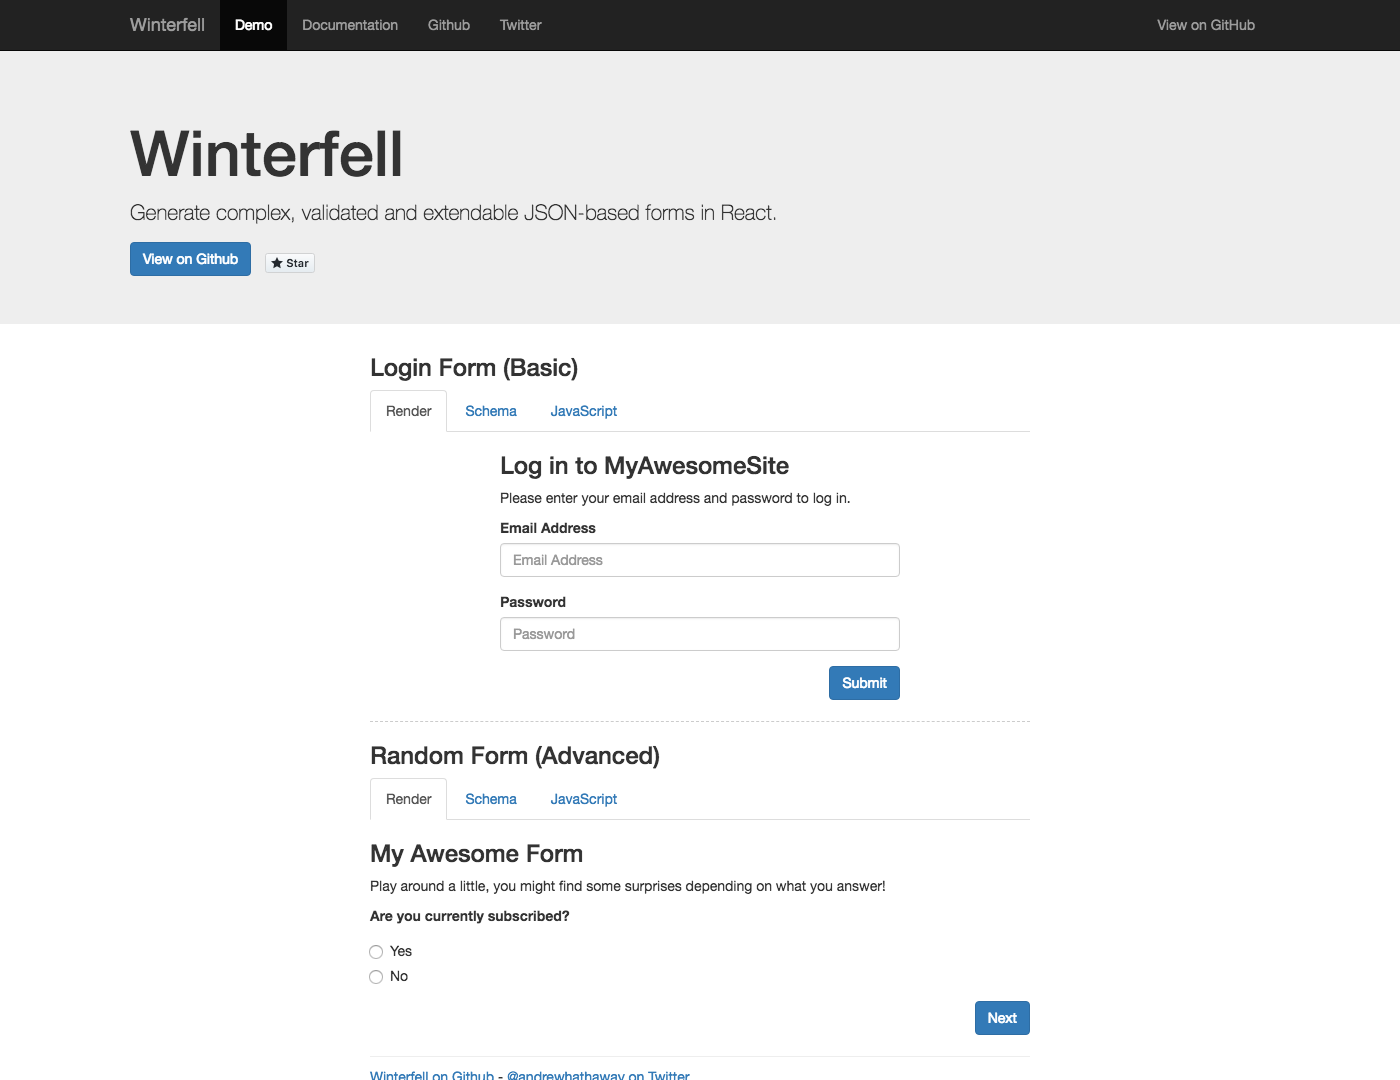 Winterfell Demo Documentation Github Twitter View on GitHub
Winterfell
Generate complex, validated and extendable JSON-based forms in React.
View on Github Star
Login Form (Basic)
Render Schema JavaScript
Log in to MyAwesomeSite
Please enter your email address and password to log in.
Email Address
Email Address
Password
Password
Submit
Random Form (Advanced)
Render Schema JavaScript
My Awesome Form
Play around a little, you might find some surprises depending on what you answer!
Are you currently subscribed?
Yes
No
Next
Winterfell on Github - @andrewhathaway on Twitter